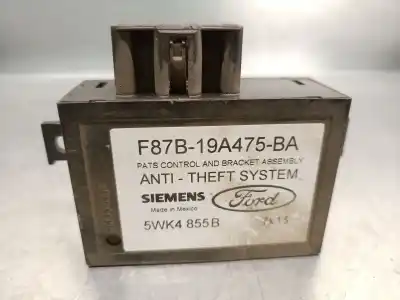 F87B-19A475-BA
PATS CONTROL AND BRACKET ASSEMBLY
ANTI - THEFT SYSTEM
SIEMENS Ford
Made in Mexico
5WK4 855B